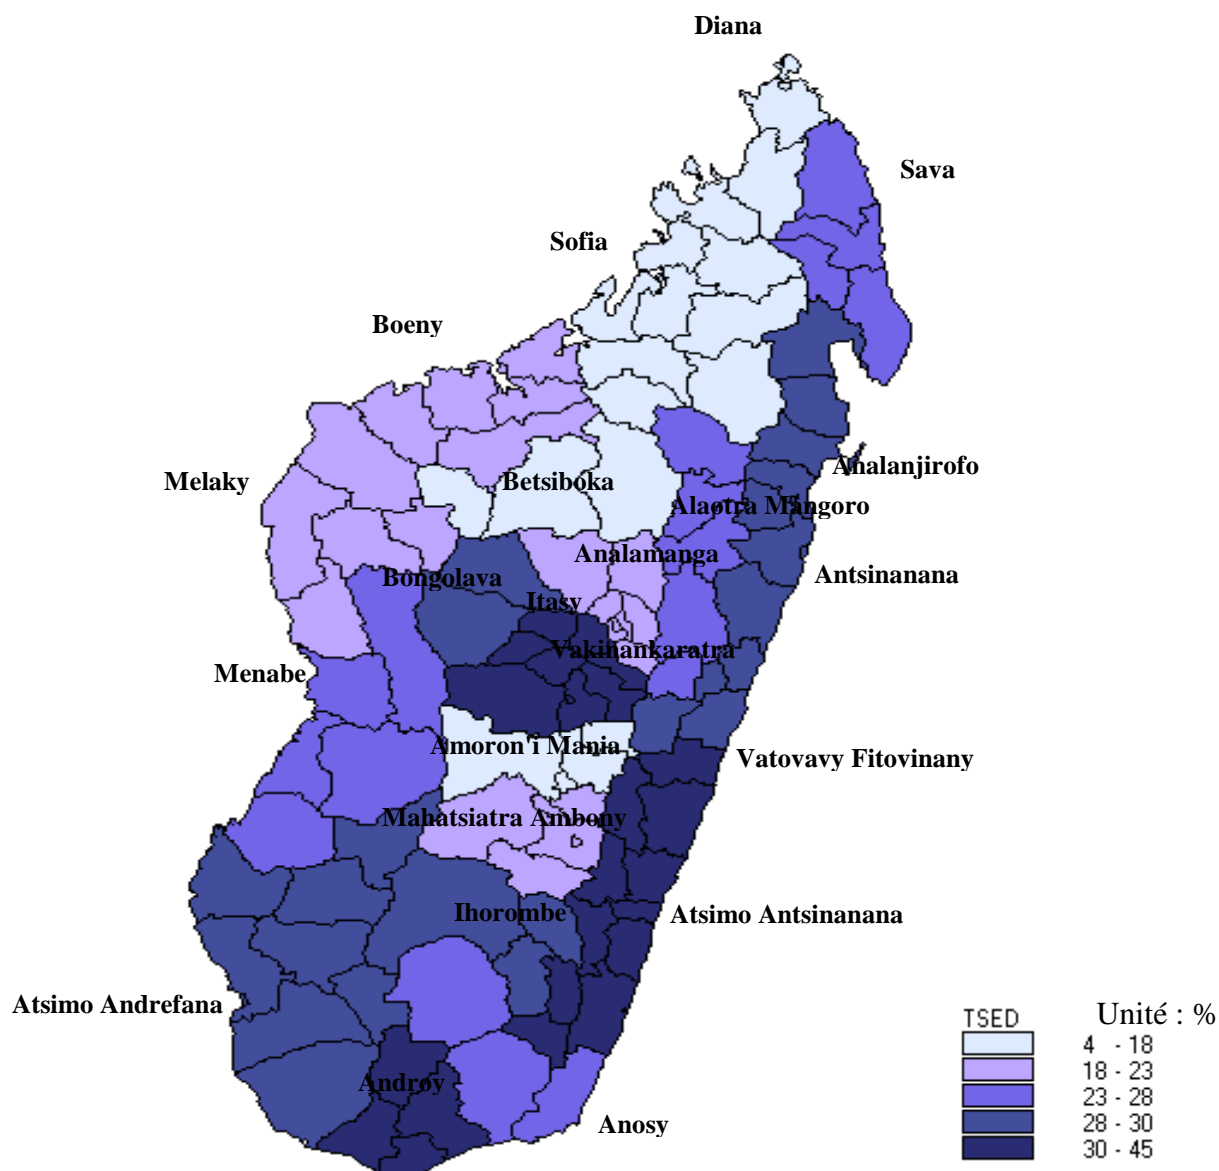 Diana
Sava
Sofia
Boeny
Analanjirofo
Melaky
Betsiboka
Alaotra Mangoro
Analamanga
Antsinanana
Bongolava
Itasy
Vakinankaratra
Menabe
Amoron'i Mania
Vatovavy Fitovinany
Mahatsiatra Ambony
Ihorombe
Atsimo Antsinanana
Atsimo Andrefana
Androy
Anosy
TSED Unité : %
4 - 18
18 - 23
23 - 28
28 - 30
30 - 45